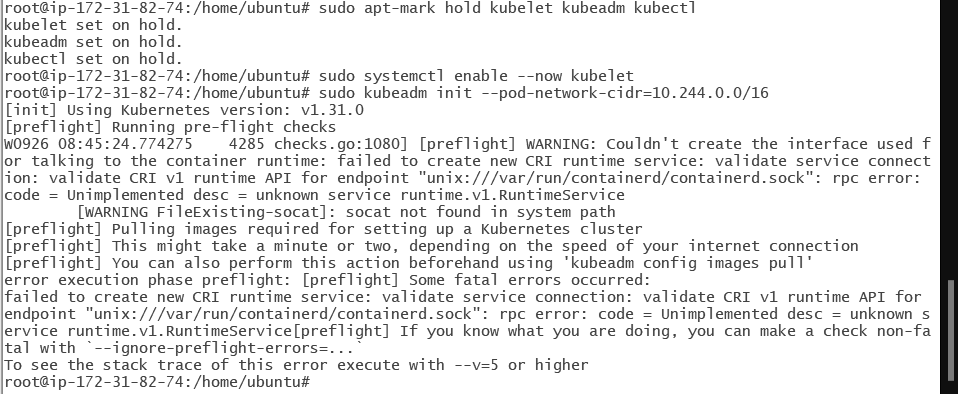 root@ip-172-31-82-74:/home/ubuntu# sudo apt-mark hold kubelet kubeadm kubectl
kubelet set on hold.
kubeadm set on hold.
kubectl set on hold.
root@ip-172-31-82-74:/home/ubuntu# sudo systemctl enable --now kubelet
root@ip-172-31-82-74:/home/ubuntu# sudo kubeadm init --pod-network-cidr=10.244.0.0/16
[init] Using Kubernetes version: v1.31.0
[preflight] Running pre-flight checks
W0926 08:45:24.774275    4285 checks.go:1080] [preflight] WARNING: Couldn't create the interface used f
or talking to the container runtime: failed to create new CRI runtime service: validate service connect
ion: validate CRI v1 runtime API for endpoint "unix:///var/run/containerd/containerd.sock": rpc error:
code = Unimplemented desc = unknown service runtime.v1.RuntimeService
        [WARNING FileExisting-socat]: socat not found in system path
[preflight] Pulling images required for setting up a Kubernetes cluster
[preflight] This might take a minute or two, depending on the speed of your internet connection
[preflight] You can also perform this action beforehand using 'kubeadm config images pull'
error execution phase preflight: [preflight] Some fatal errors occurred:
failed to create new CRI runtime service: validate service connection: validate CRI v1 runtime API for
endpoint "unix:///var/run/containerd/containerd.sock": rpc error: code = Unimplemented desc = unknown s
ervice runtime.v1.RuntimeService[preflight] If you know what you are doing, you can make a check non-fa
tal with `--ignore-preflight-errors=...`
To see the stack trace of this error execute with --v=5 or higher
root@ip-172-31-82-74:/home/ubuntu#